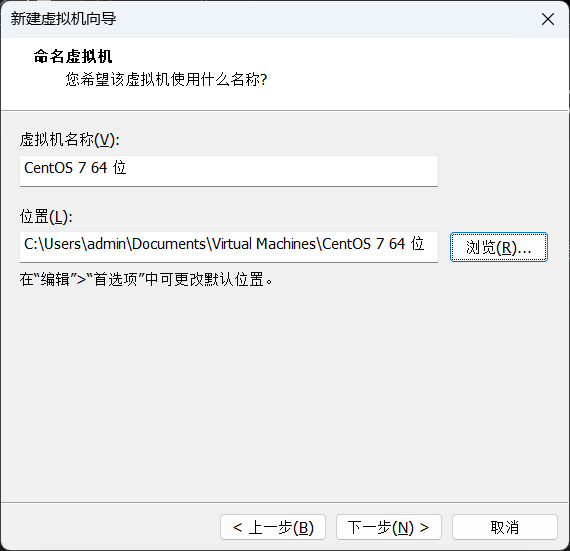 新建虚拟机向导
命名虚拟机
您希望该虚拟机使用什么名称?
虚拟机名称(V):
CentOS 7 64 位
位置(L):
C:\Users\admin\Documents\Virtual Machines\CentOS 7 64 位
浏览(R)...
在“编辑”>“首选项”中可更改默认位置。
< 上一步(B)
下一步(N) >
取消